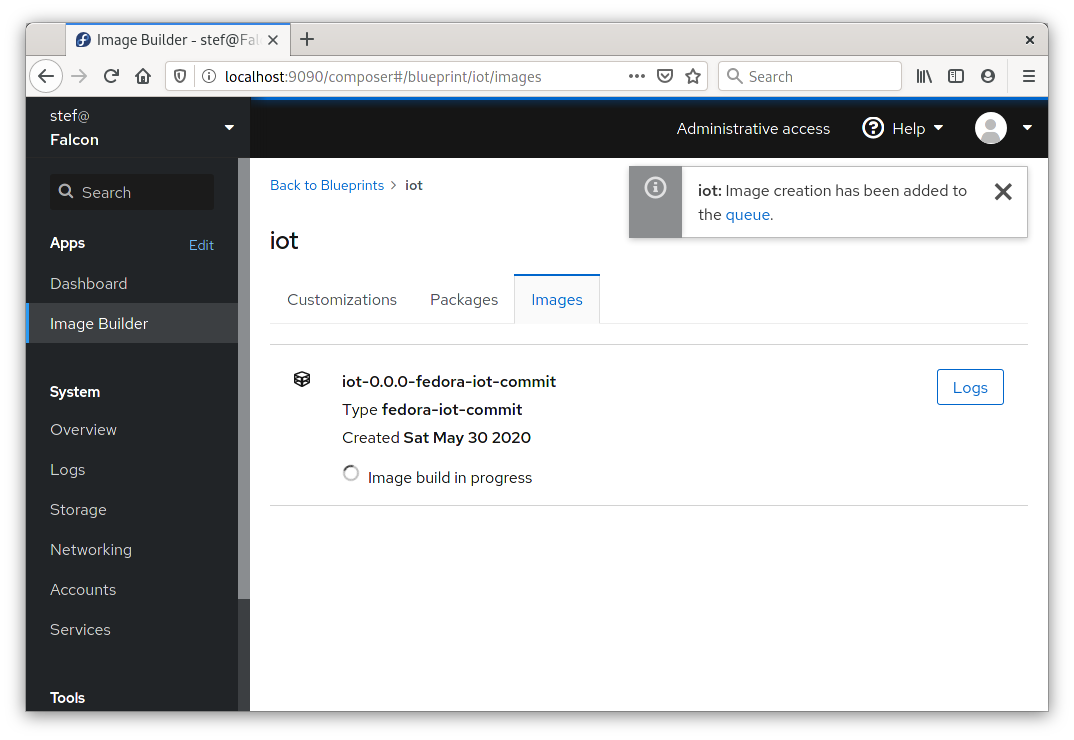 Image Builder - stef@Fal
localhost:9090/composer#/blueprint/iot/images
Search
stef@
Falcon
Administrative access
Help
Search
Apps
Edit
Dashboard
Image Builder
System
Overview
Logs
Storage
Networking
Accounts
Services
Tools
Back to Blueprints > iot
iot: Image creation has been added to
the queue.
iot
Customizations
Packages
Images
iot-0.0.0-fedora-iot-commit
Logs
Type fedora-iot-commit
Created Sat May 30 2020
Image build in progress